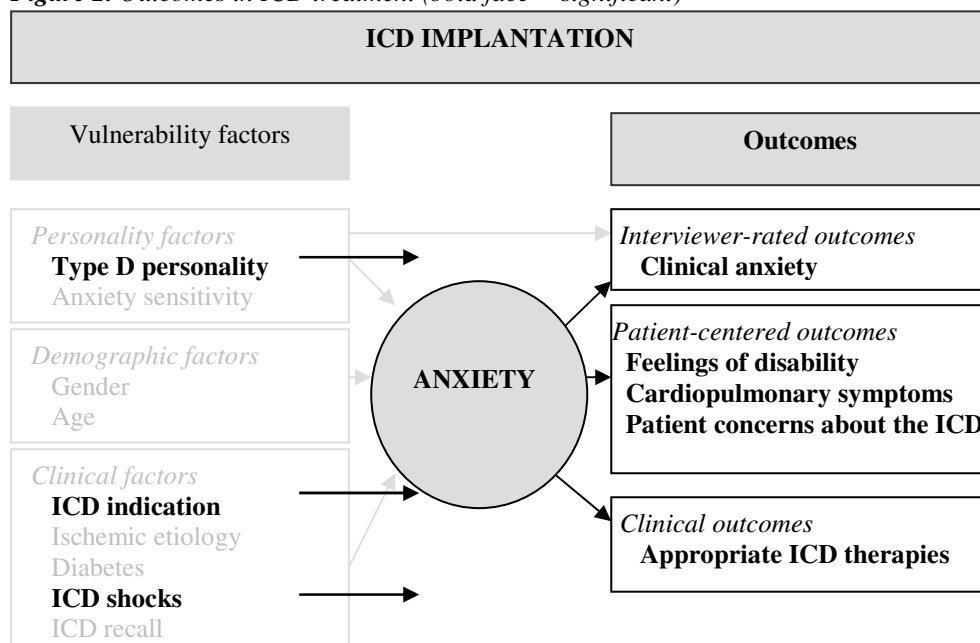 Figure 2. Outcomes in ICD treatment (bold face = significant)
ICD IMPLANTATION
Vulnerability factors
Outcomes
Personality factors
Type D personality
Anxiety sensitivity
Demographic factors
Gender
Age
Clinical factors
ICD indication
Ischemic etiology
Diabetes
ICD shocks
ICD recall
ANXIETY
Interviewer-rated outcomes
Clinical anxiety
Patient-centered outcomes
Feelings of disability
Cardiopulmonary symptoms
Patient concerns about the ICD
Clinical outcomes
Appropriate ICD therapies